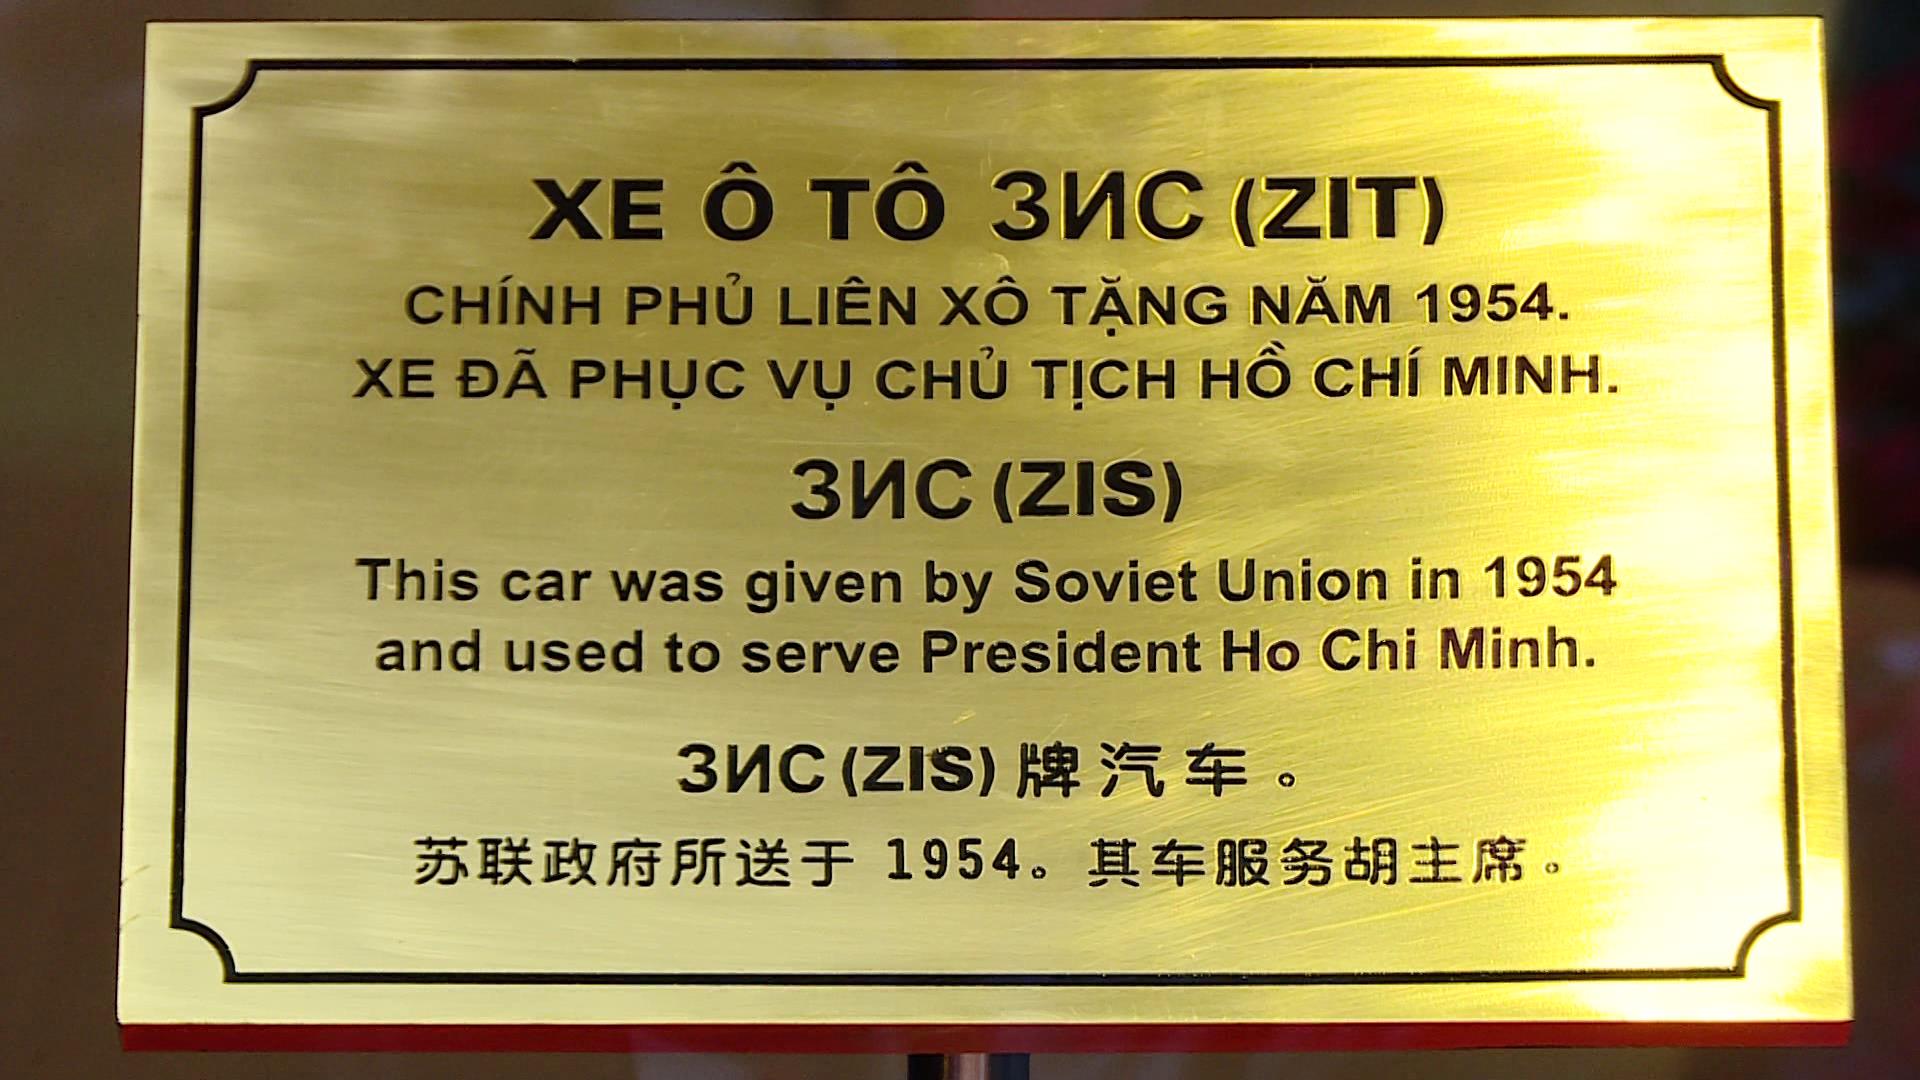 XE Ô TÔ ЗИС (ZIT)
CHÍNH PHỦ LIÊN XÔ TẶNG NĂM 1954.
XE ĐÃ PHỤC VỤ CHỦ TỊCH HỒ CHÍ MINH.
ЗИС (ZIS)
This car was given by Soviet Union in 1954
and used to serve President Ho Chi Minh.
ЗИС (ZIS) 牌汽车。
苏联政府所送于 1954。其车服务胡主席。